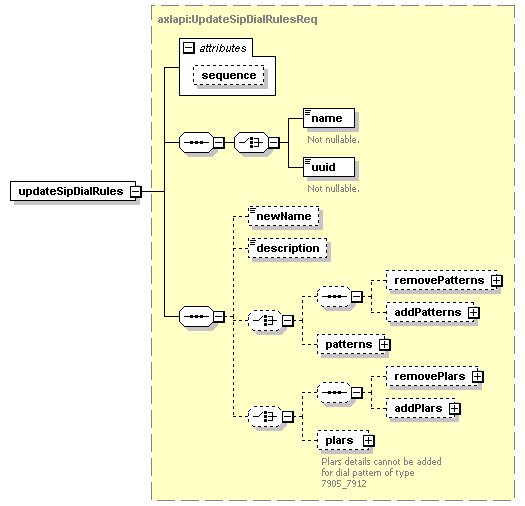 axlapi:UpdateSipDialRulesReq
attributes
sequence
name
Not nullable.
uuid
Not nullable.
updateSipDialRules
newName
description
removePatterns
addPatterns
patterns
removePlars
addPlars
plars
Plars details cannot be added
for dial pattern of type
7905_7912